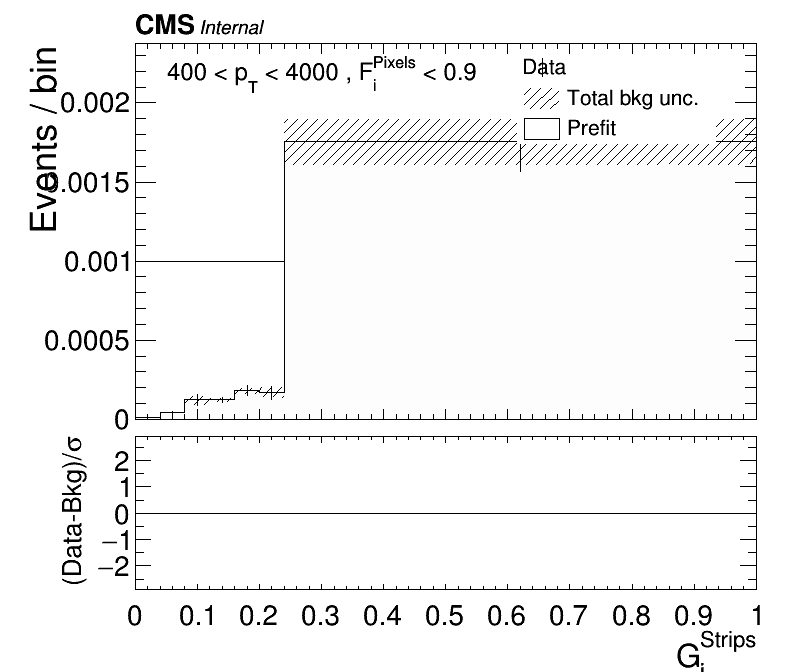 CMS Internal
400 < p_T < 4000 , F_i^Pixels < 0.9
Data
Total bkg unc.
Prefit
Events / bin
0.002
0.0015
0.001
0.0005
0
(Data-Bkg)/σ
2
1
0
−1
−2
0 0.1 0.2 0.3 0.4 0.5 0.6 0.7 0.8 0.9 1
G_i^Strips